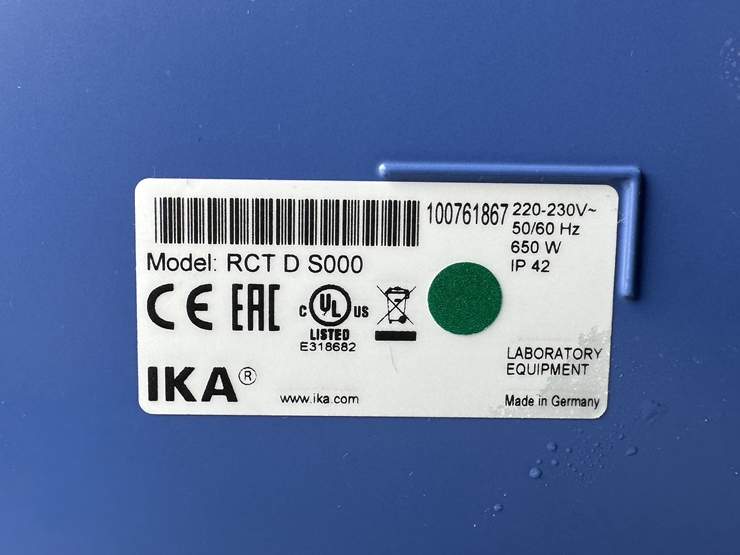 100761867
220-230V~
50/60 Hz
650 W
IP 42
Model: RCT D S000
CE EAC c UL US
LISTED
E318682
LABORATORY
EQUIPMENT
IKA®
www.ika.com
Made in Germany